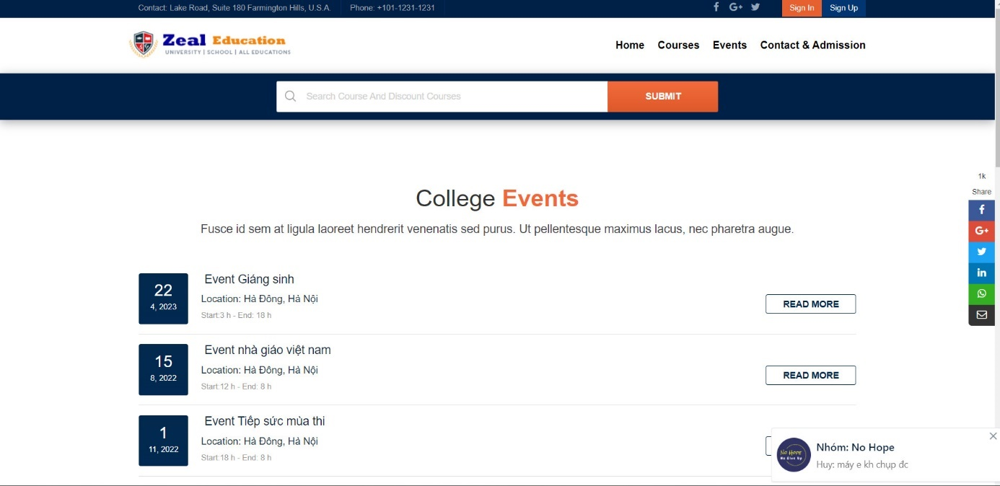 Contact: Lake Road, Suite 180 Farmington Hills, U.S.A. Phone: +101-1231-1231 Sign In Sign Up
Zeal Education
UNIVERSITY | SCHOOL | ALL EDUCATIONS
Home Courses Events Contact & Admission
Search Course And Discount Courses SUBMIT
1k
Share
College Events
Fusce id sem at ligula laoreet hendrerit venenatis sed purus. Ut pellentesque maximus lacus, nec pharetra augue.
22
4, 2023
Event Giáng sinh
Location: Hà Đông, Hà Nội
Start:3 h - End: 18 h
READ MORE
15
8, 2022
Event nhà giáo việt nam
Location: Hà Đông, Hà Nội
Start:12 h - End: 8 h
READ MORE
1
11, 2022
Event Tiếp sức mùa thi
Location: Hà Đông, Hà Nội
Start:18 h - End: 8 h
No Hope
No Give Up
Nhóm: No Hope
Huy: máy e kh chụp đc